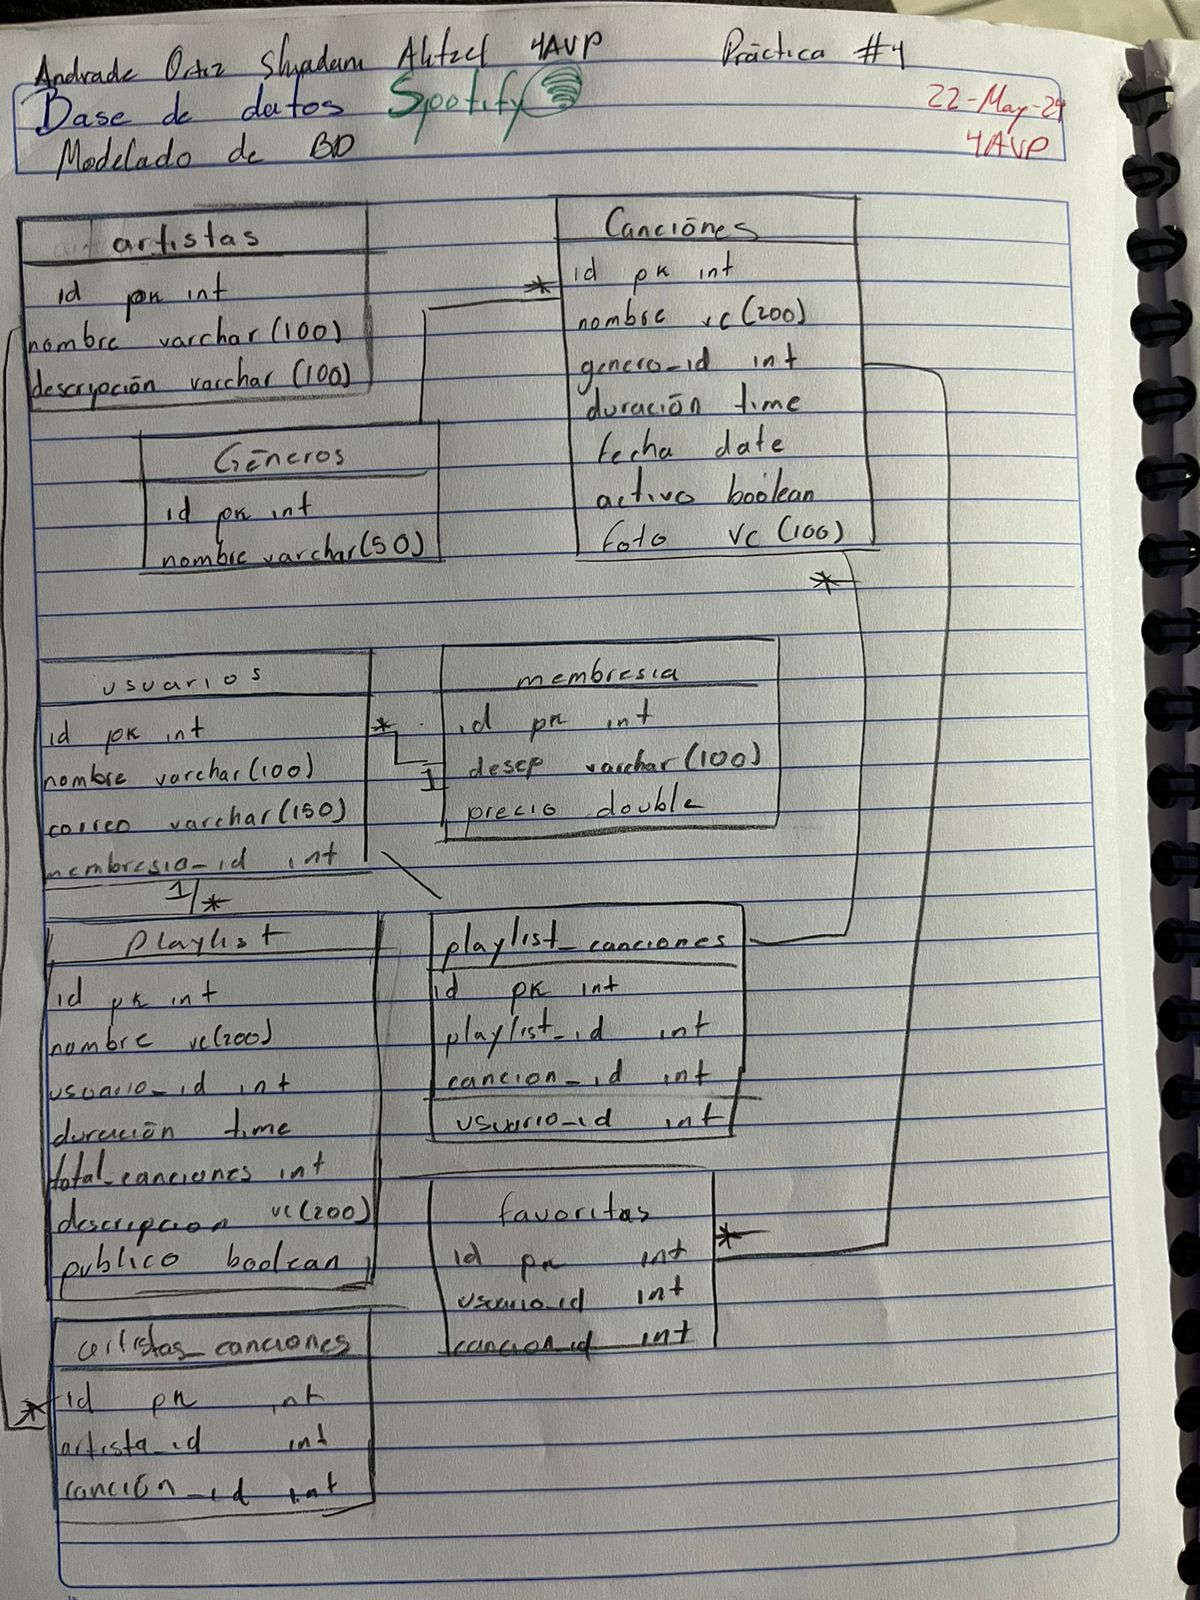 Andrade Ortiz Shyadani Ahtzel 4AVP Práctica #4
Base de datos Spotify 22-May-24
Modelado de BD 4AVP
artistas
id pk int
nombre varchar(100)
descripción varchar (100)
Géneros
id pk int
nombre varchar(50)
Canciónes
id pk int
nombre vc(200)
genero_id int
duración time
fecha date
activo boolean
foto vc (100)
*
*
usuarios
id pk int
nombre varchar(100)
correo varchar(150)
membresia_id int
* 1
membresia
id pk int
descp varchar(100)
precio double
1/*
Playlist
id pk int
nombre vc(200)
usuario_id int
duración time
total_canciones int
descripcion vc(200)
publico boolean
playlist_canciones
id pk int
playlist_id int
cancion_id int
usuario_id int
favoritas
id pk int
usuario_id int
cancion_id int
*
artistas_canciones
* id pk int
artista_id int
canción_id int